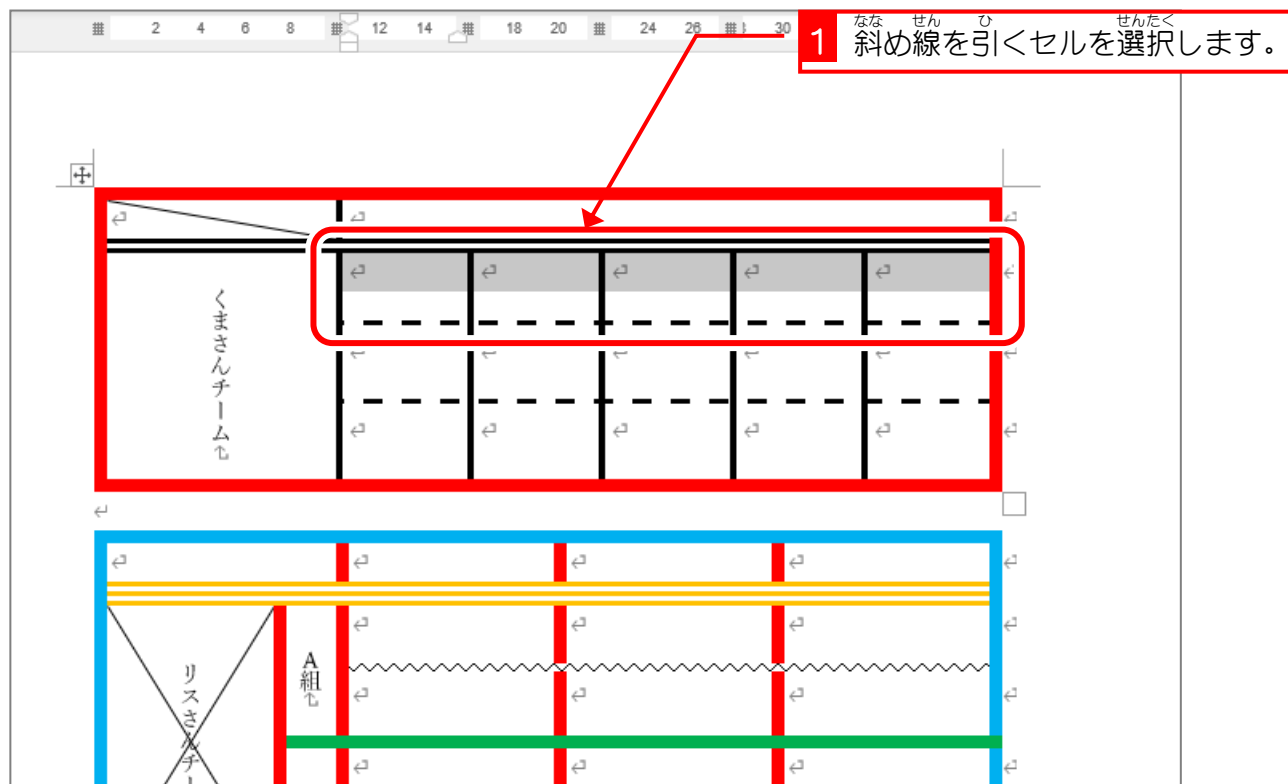 2 4 6 8 12 14 18 20 24 26 30
1 斜め線を引くセルを選択します。
なな せん ひ せんたく
くまさんチーム
A組
リスさんチー